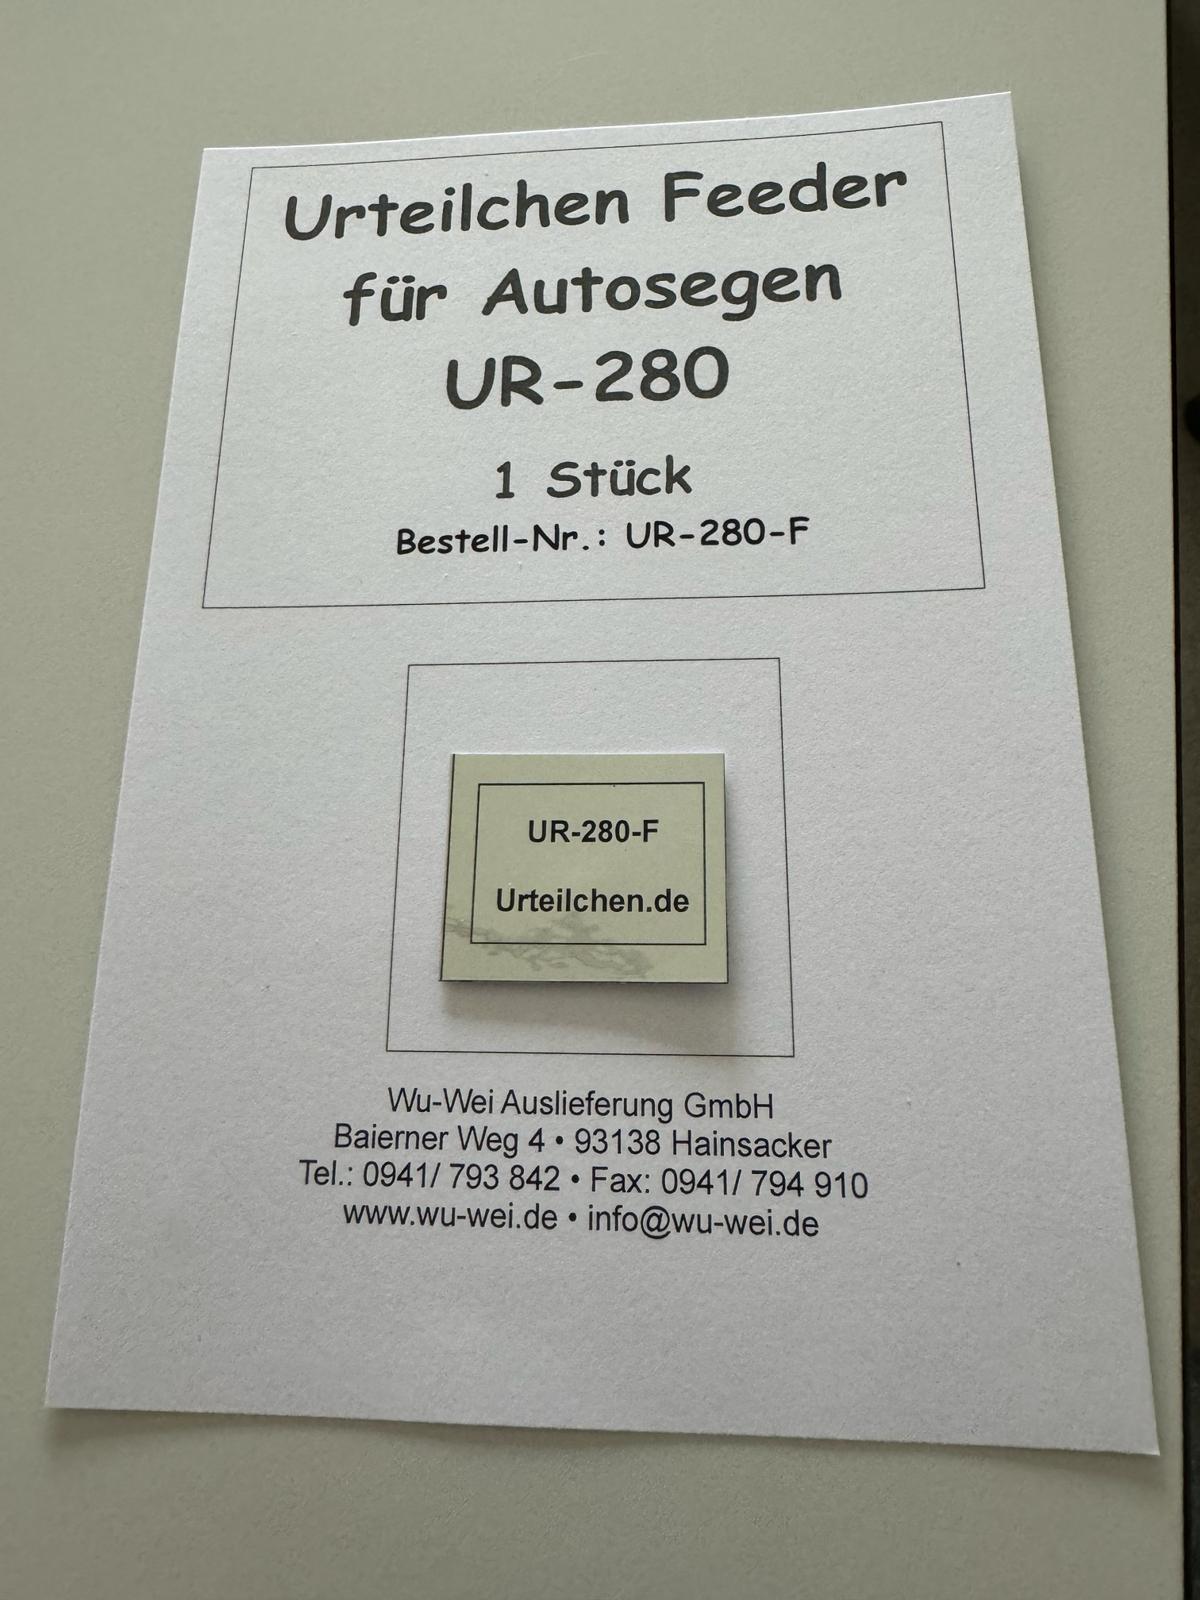 Urteilchen Feeder
für Autosegen
UR-280
1 Stück
Bestell-Nr.: UR-280-F
UR-280-F
Urteilchen.de
Wu-Wei Auslieferung GmbH
Baierner Weg 4 • 93138 Hainsacker
Tel.: 0941/ 793 842 • Fax: 0941/ 794 910
www.wu-wei.de • info@wu-wei.de